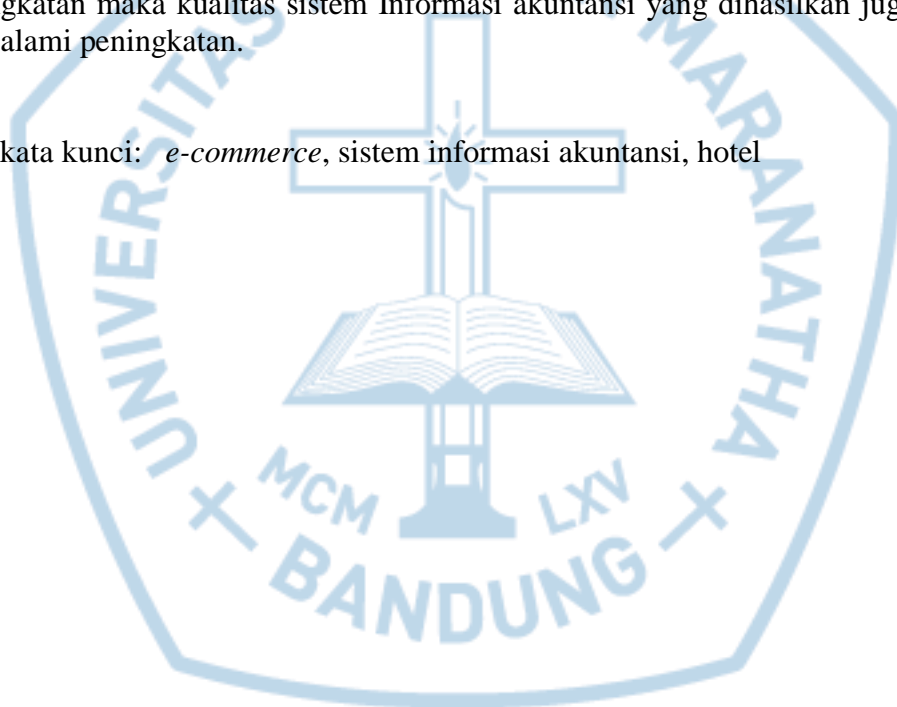 gkatan maka kualitas sistem Informasi akuntansi yang dihasilkan jug
alami peningkatan.
kata kunci: e-commerce, sistem informasi akuntansi, hotel
UNIVERSITAS MARANATHA
MCM LXV
BANDUNG